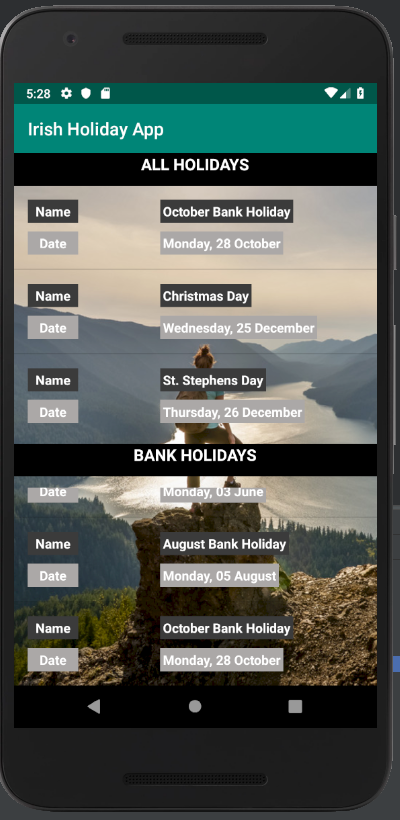 5:28
Irish Holiday App
ALL HOLIDAYS
Name October Bank Holiday
Date Monday, 28 October
Name Christmas Day
Date Wednesday, 25 December
Name St. Stephens Day
Date Thursday, 26 December
BANK HOLIDAYS
Date Monday, 03 June
Name August Bank Holiday
Date Monday, 05 August
Name October Bank Holiday
Date Monday, 28 October